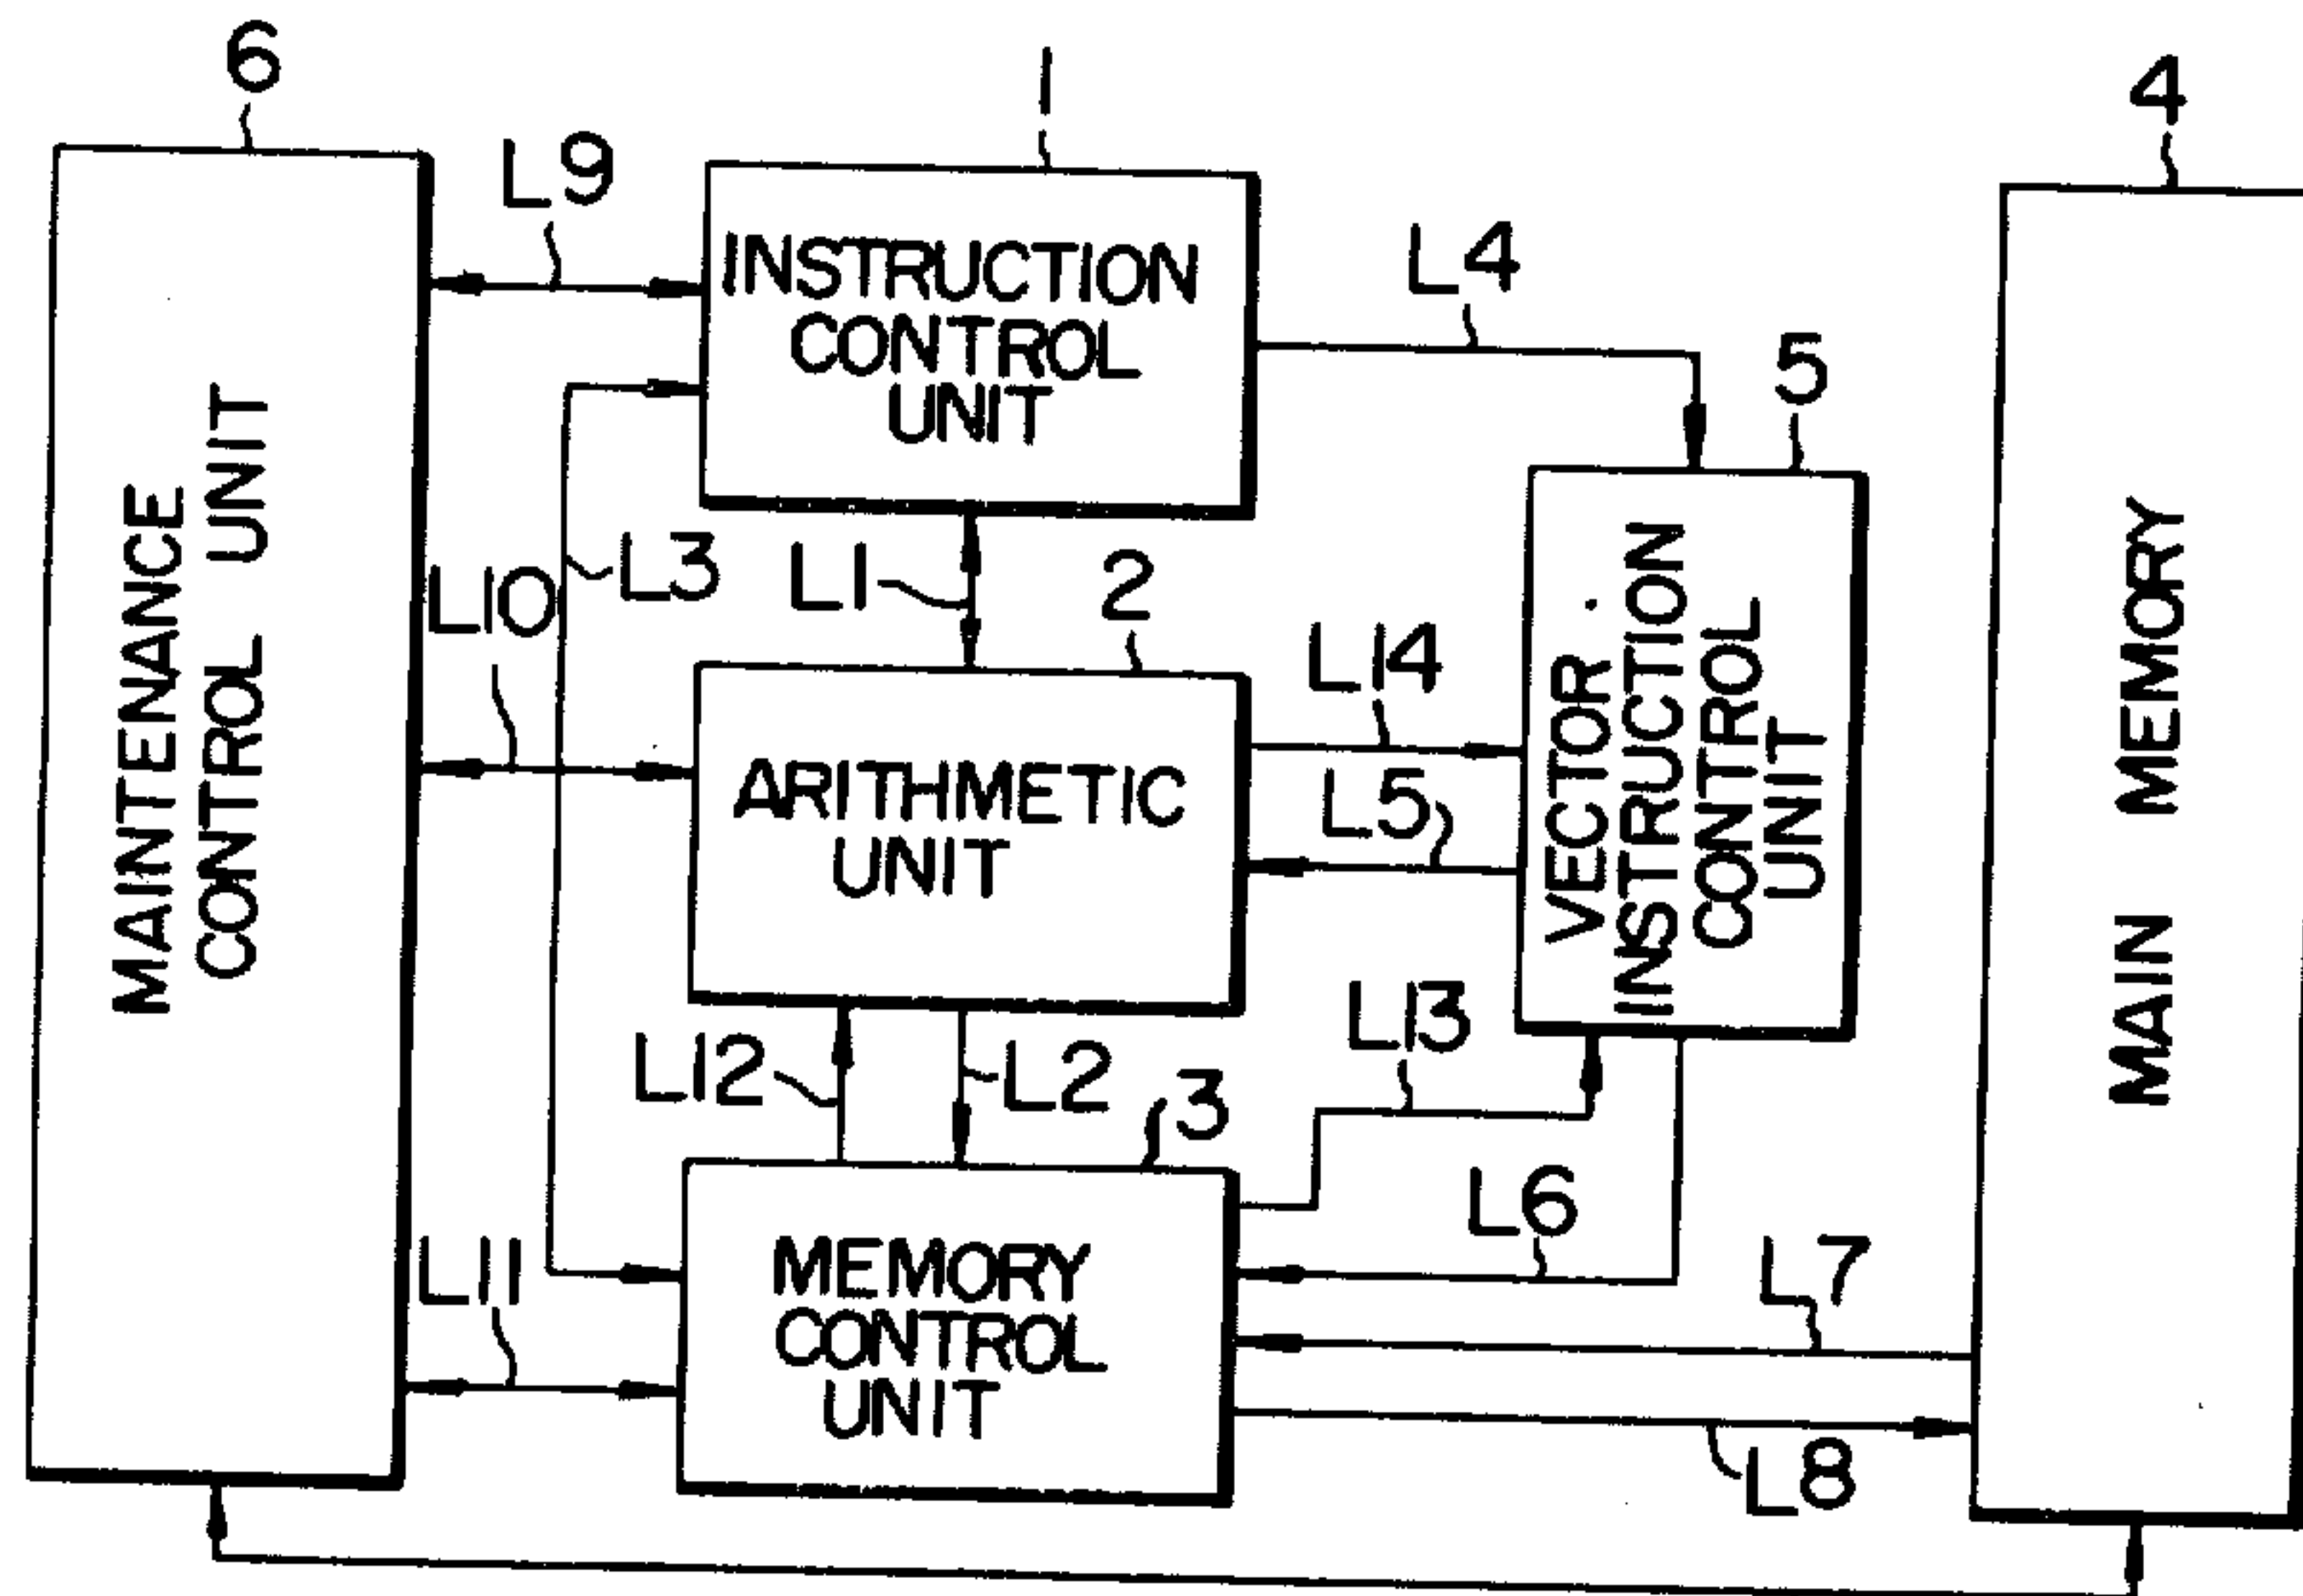 6
1
4
L9
L4
5
INSTRUCTION
CONTROL
UNIT
MAINTENANCE
CONTROL UNIT
L3
L1
2
L10
L14
L5
ARITHMETIC
UNIT
VECTOR
INSTRUCTION
CONTROL
UNIT
MAIN MEMORY
L12
L2
3
L13
L6
L7
L11
MEMORY
CONTROL
UNIT
L8